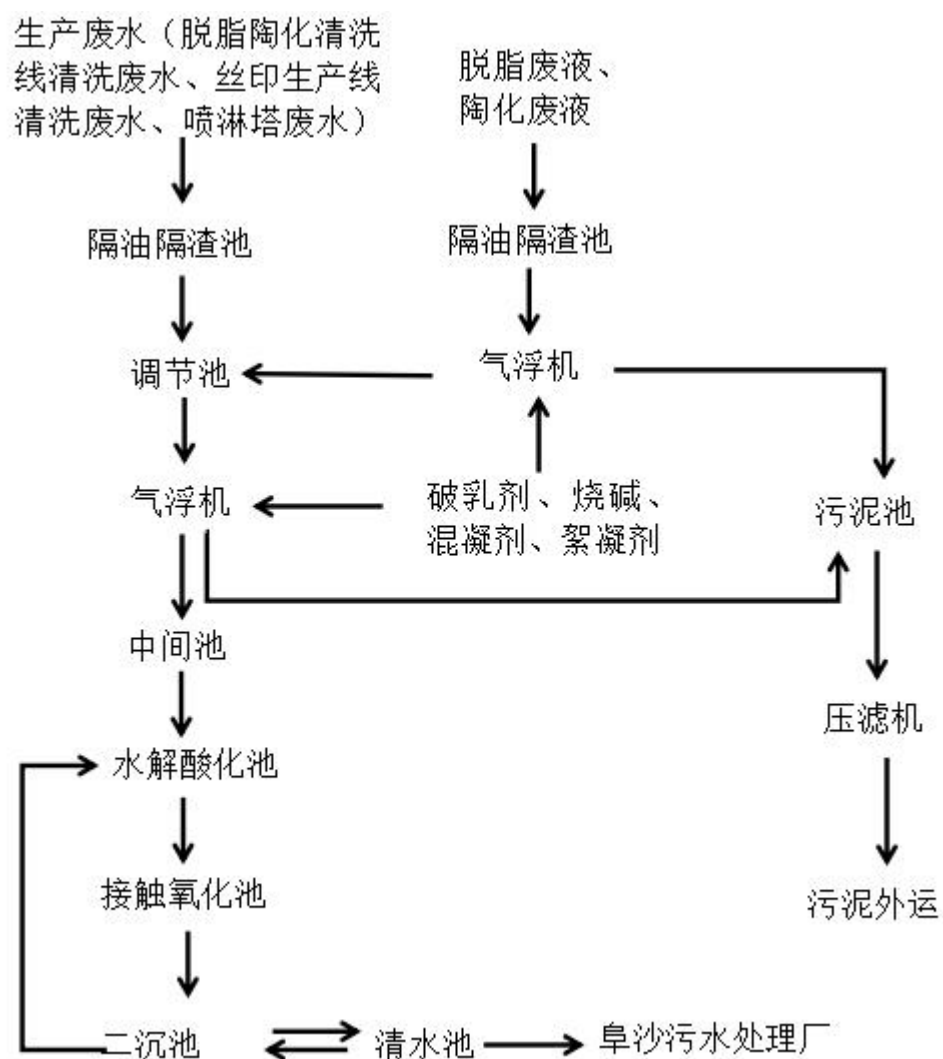 生产废水（脱脂陶化清洗
线清洗废水、丝印生产线
清洗废水、喷淋塔废水）
脱脂废液、
陶化废液
隔油隔渣池
隔油隔渣池
调节池
气浮机
气浮机
破乳剂、烧碱、
混凝剂、絮凝剂
污泥池
中间池
压滤机
水解酸化池
接触氧化池
污泥外运
二沉池
清水池
阜沙污水处理厂